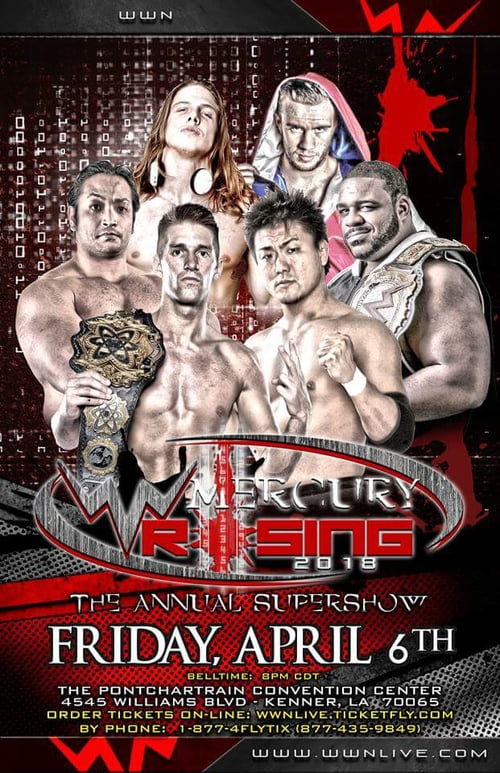 WWN
MERCURY
RISING
2018
THE ANNUAL SUPERSHOW
FRIDAY, APRIL 6TH
BELLTIME: 8PM CDT
THE PONTCHARTRAIN CONVENTION CENTER
4545 WILLIAMS BLVD - KENNER, LA 70065
ORDER TICKETS ON-LINE: WWNLIVE.TICKETFLY.COM
BY PHONE: 1-877-4FLYTIX (877-435-9849)
WWW.WWNLIVE.COM